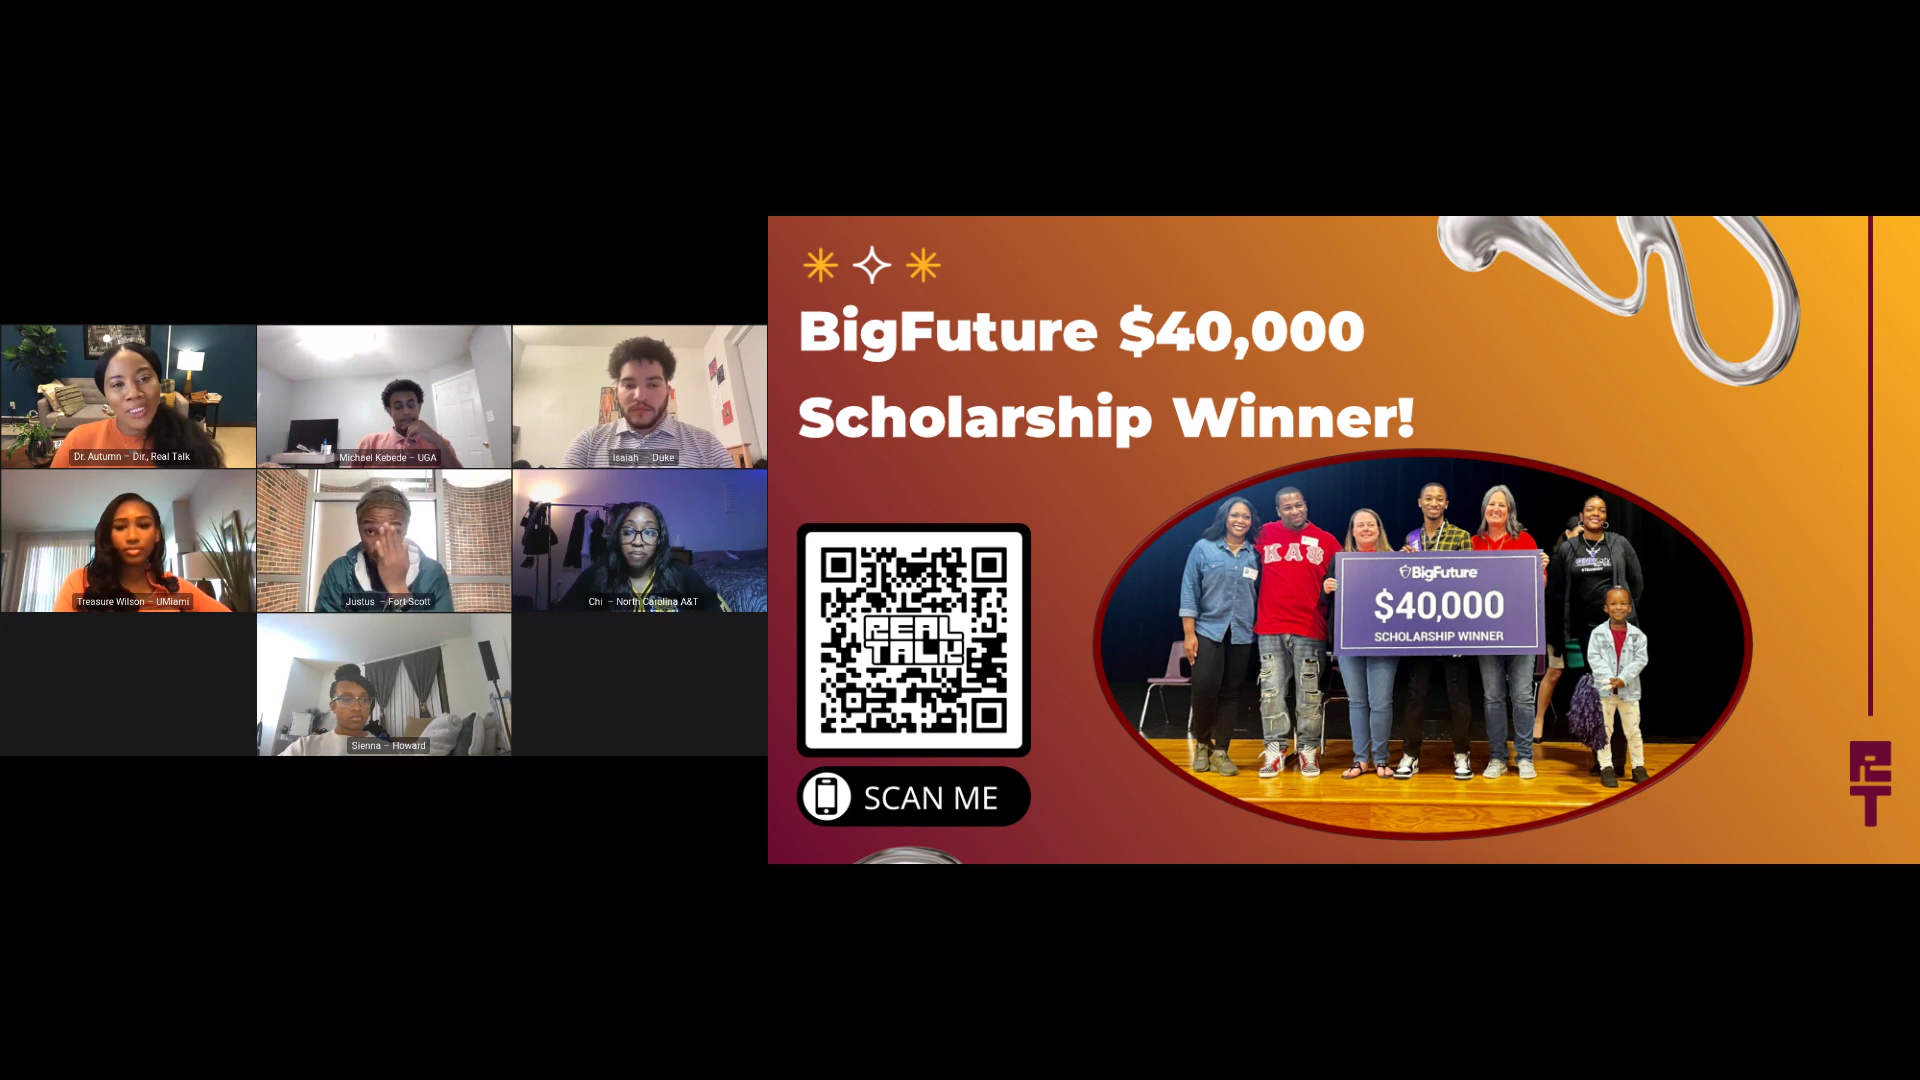 Dr. Autumn – Dir., Real Talk
Michael Kebede – UGA
Isaiah – Duke
Treasure Wilson – UMiami
Justus – Fort Scott
Chi – North Carolina A&T
Sienna – Howard
BigFuture $40,000
Scholarship Winner!
REAL
TALK
SCAN ME
ΚΑΨ
BigFuture
$40,000
SCHOLARSHIP WINNER
RT